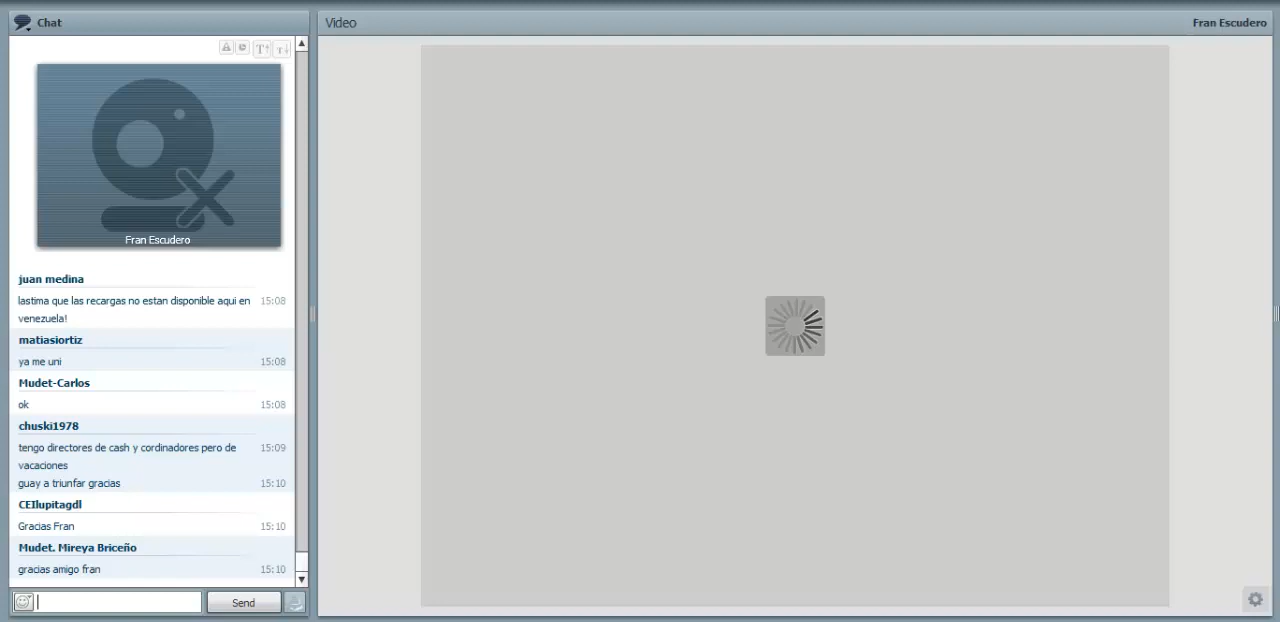 Chat
Video
Fran Escudero
T↑ T↓
Fran Escudero
juan medina
lastima que las recargas no estan disponible aqui en 15:08
venezuela!
matiasiortiz
ya me uni 15:08
Mudet-Carlos
ok 15:08
chuski1978
tengo directores de cash y cordinadores pero de 15:09
vacaciones
guay a triunfar gracias 15:10
CEIlupitagdl
Gracias Fran 15:10
Mudet. Mireya Briceño
gracias amigo fran 15:10
Send